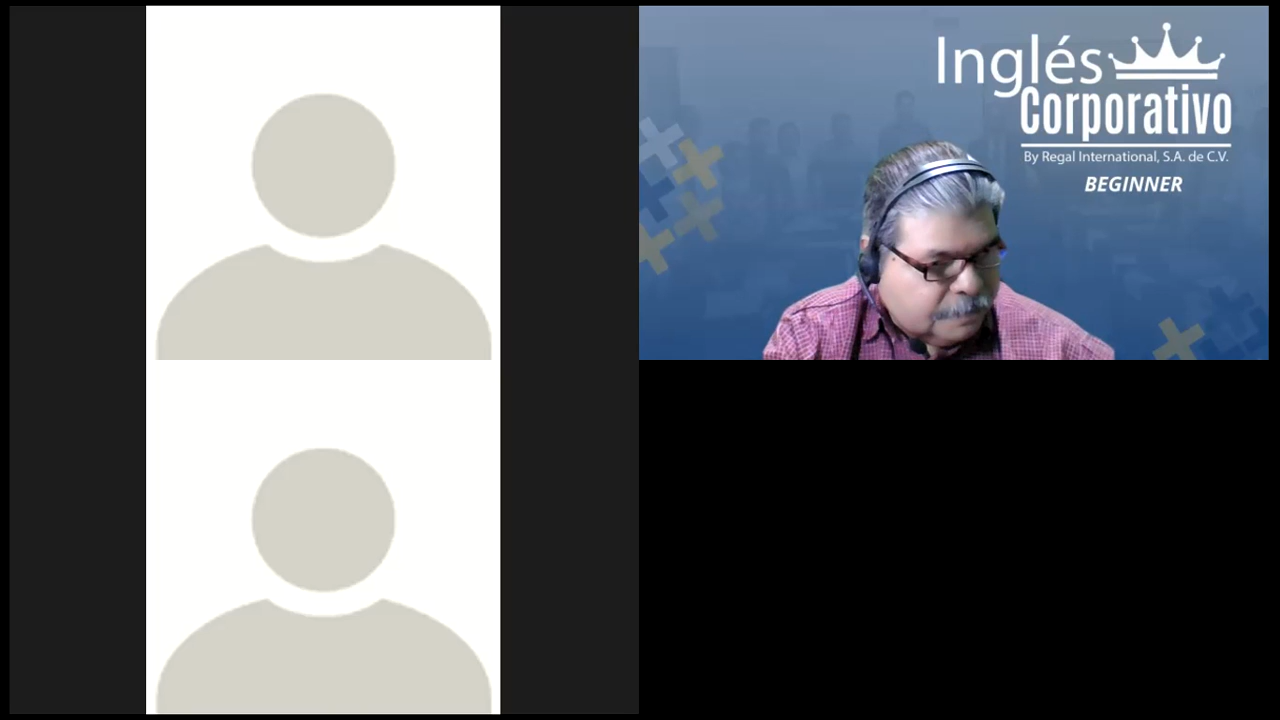 Inglés
Corporativo
By Regal International, S.A. de C.V.
BEGINNER